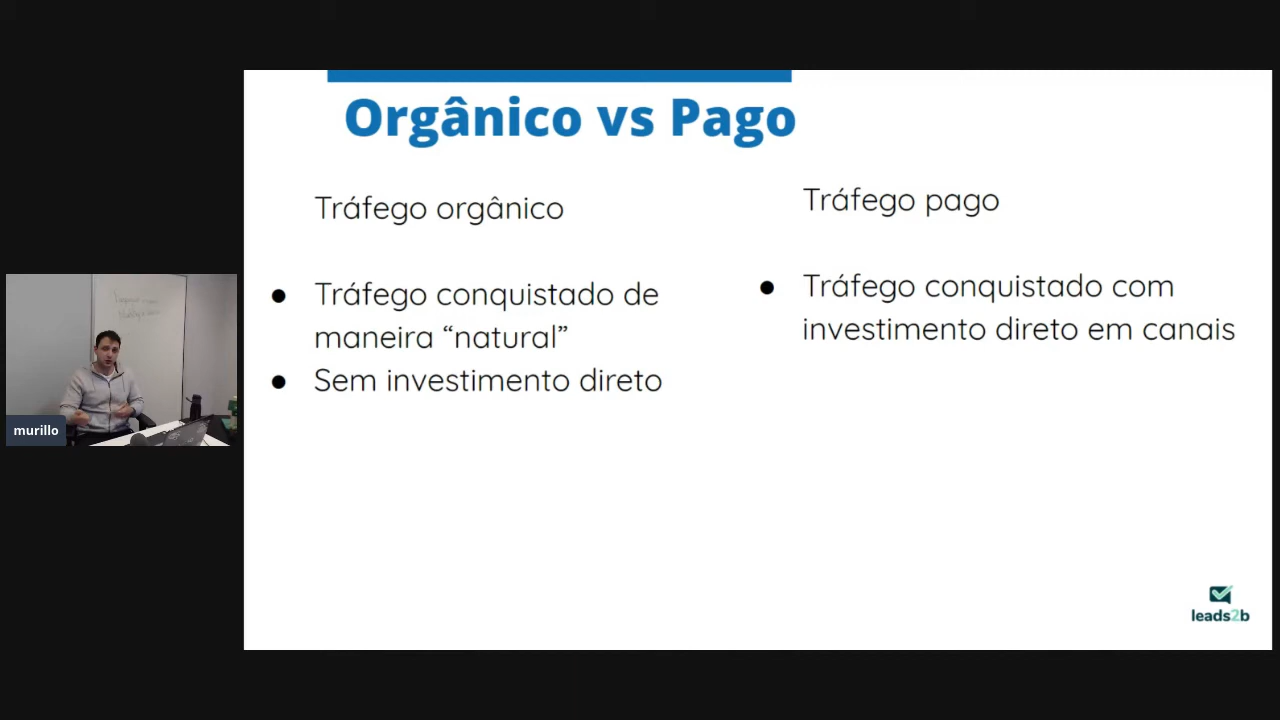 Orgânico vs Pago
Tráfego orgânico
● Tráfego conquistado de
maneira “natural”
● Sem investimento direto
Tráfego pago
● Tráfego conquistado com
investimento direto em canais
murillo
leads2b